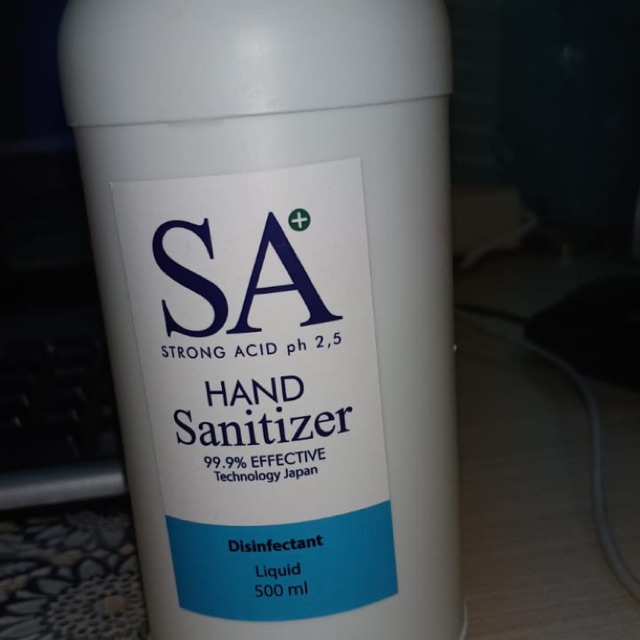 SA+
STRONG ACID ph 2,5
HAND
Sanitizer
99.9% EFFECTIVE
Technology Japan
Disinfectant
Liquid
500 ml